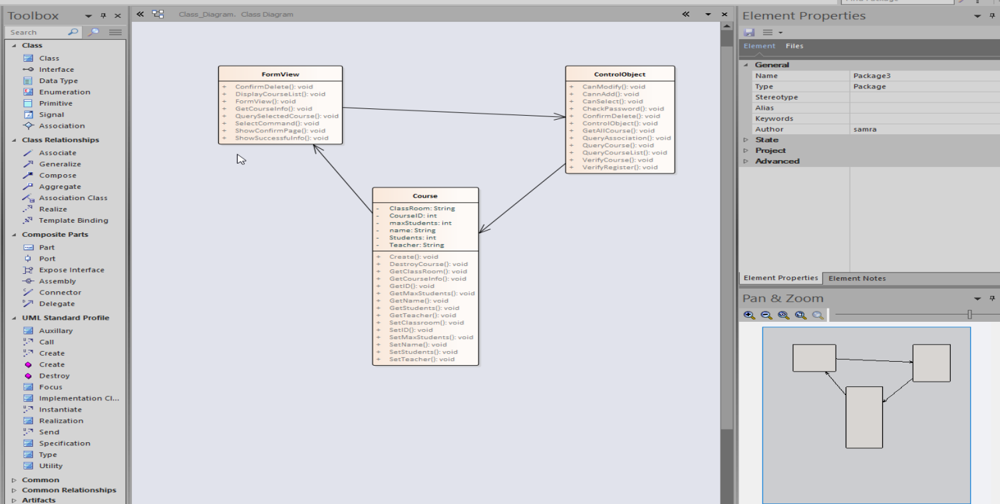 Toolbox
Search
Class
Class
Interface
Data Type
Enumeration
Primitive
Signal
Association
Class Relationships
Associate
Generalize
Compose
Aggregate
Association Class
Realize
Template Binding
Composite Parts
Part
Port
Expose Interface
Assembly
Connector
Delegate
UML Standard Profile
Auxillary
Call
Create
Create
Destroy
Focus
Implementation Cl...
Instantiate
Realization
Send
Specification
Type
Utility
Common
Common Relationships
Artifacts
Class_Diagram. Class Diagram
FormView
+ ConfirmDelete(): void
+ DisplayCourseList(): void
+ FormView(): void
+ GetCourseInfo(): void
+ QuerySelectedCourse(): void
+ SelectCommand(): void
+ ShowConfirmPage(): void
+ ShowSuccessfulInfo(): void
ControlObject
+ CanModify(): void
+ CannAdd(): void
+ CanSelect(): void
+ CheckPassword(): void
+ ConfirmDelete(): void
+ ControlObject(): void
+ GetAllCourse(): void
+ QueryAssociation(): void
+ QueryCourse(): void
+ QueryCourseList(): void
+ VerifyCourse(): void
+ VerifyRegister(): void
Course
- ClassRoom: String
- CourseID: int
- maxStudents: int
- name: String
- Students: int
- Teacher: String
+ Create(): void
+ DestroyCourse(): void
+ GetClassRoom(): void
+ GetCourseInfo(): void
+ GetID(): void
+ GetMaxStudents(): void
+ GetName(): void
+ GetStudents(): void
+ GetTeacher(): void
+ SetClassroom(): void
+ SetID(): void
+ SetMaxStudents(): void
+ SetName(): void
+ SetStudents(): void
+ SetTeacher(): void
Element Properties
Element Files
General
Name Package3
Type Package
Stereotype
Alias
Keywords
Author samra
State
Project
Advanced
Element Properties Element Notes
Pan & Zoom